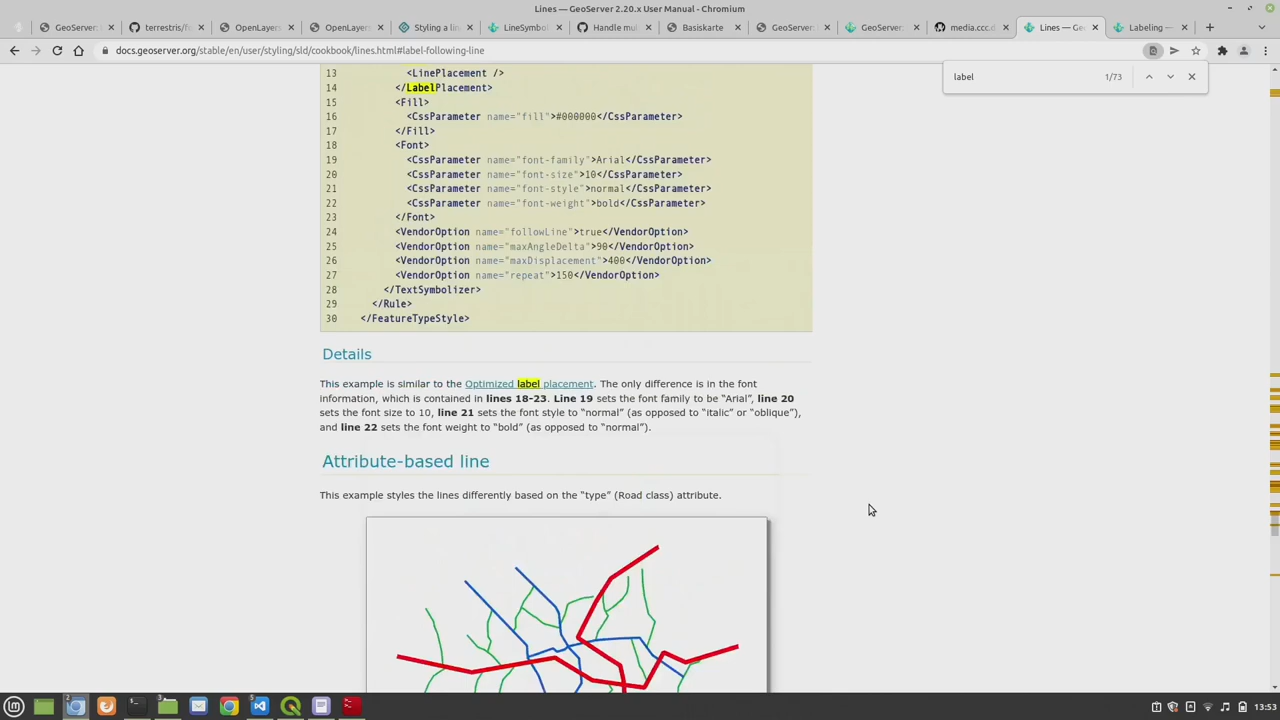 Lines — GeoServer 2.20.x User Manual - Chromium
GeoServer:
terrestris/f
OpenLayers
OpenLayer
Styling a li
LineSymbo
Handle mu
Basiskarte
GeoServer
GeoServer:
media.ccc.d
Lines — Ge
Labeling —
docs.geoserver.org/stable/en/user/styling/sld/cookbook/lines.html#label-following-line
label
1/73
13 <LinePlacement />
14 </LabelPlacement>
15 <Fill>
16 <CssParameter name="fill">#000000</CssParameter>
17 </Fill>
18 <Font>
19 <CssParameter name="font-family">Arial</CssParameter>
20 <CssParameter name="font-size">10</CssParameter>
21 <CssParameter name="font-style">normal</CssParameter>
22 <CssParameter name="font-weight">bold</CssParameter>
23 </Font>
24 <VendorOption name="followLine">true</VendorOption>
25 <VendorOption name="maxAngleDelta">90</VendorOption>
26 <VendorOption name="maxDisplacement">400</VendorOption>
27 <VendorOption name="repeat">150</VendorOption>
28 </TextSymbolizer>
29 </Rule>
30 </FeatureTypeStyle>
Details
This example is similar to the Optimized label placement. The only difference is in the font
information, which is contained in lines 18-23. Line 19 sets the font family to be “Arial”, line 20
sets the font size to 10, line 21 sets the font style to “normal” (as opposed to “italic” or “oblique”),
and line 22 sets the font weight to “bold” (as opposed to “normal”).
Attribute-based line
This example styles the lines differently based on the “type” (Road class) attribute.
2
13:53